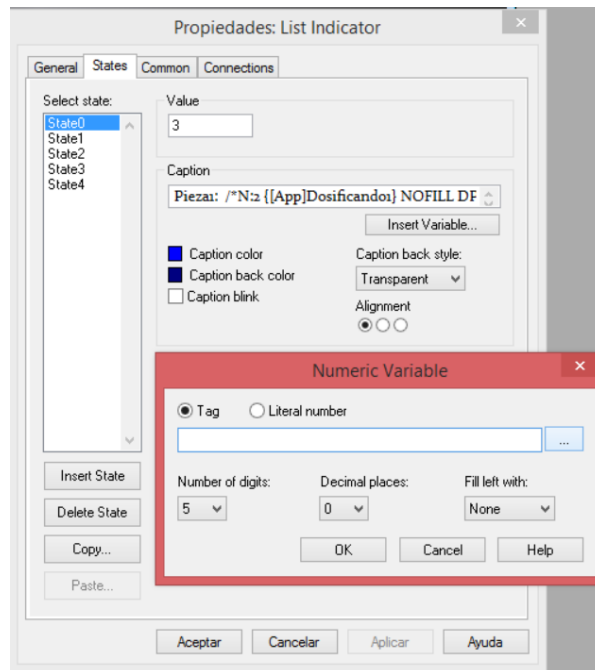 Propiedades: List Indicator
General States Common Connections
Select state:
State0
State1
State2
State3
State4
Value
3
Caption
Pieza1: /*N:2 {[App]Dosificando1} NOFILL DP
Insert Variable...
Caption color
Caption back color
Caption blink
Caption back style:
Transparent
Alignment
Insert State
Delete State
Copy...
Paste...
Numeric Variable
Tag Literal number
...
Number of digits: Decimal places: Fill left with:
5 0 None
OK Cancel Help
Aceptar Cancelar Aplicar Ayuda